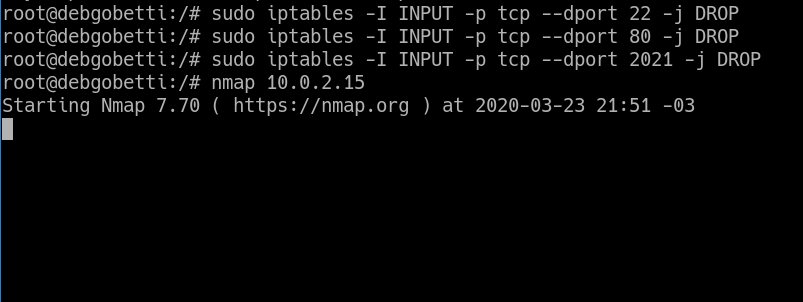 root@debgobetti:/# sudo iptables -I INPUT -p tcp --dport 22 -j DROP
root@debgobetti:/# sudo iptables -I INPUT -p tcp --dport 80 -j DROP
root@debgobetti:/# sudo iptables -I INPUT -p tcp --dport 2021 -j DROP
root@debgobetti:/# nmap 10.0.2.15
Starting Nmap 7.70 ( https://nmap.org ) at 2020-03-23 21:51 -03